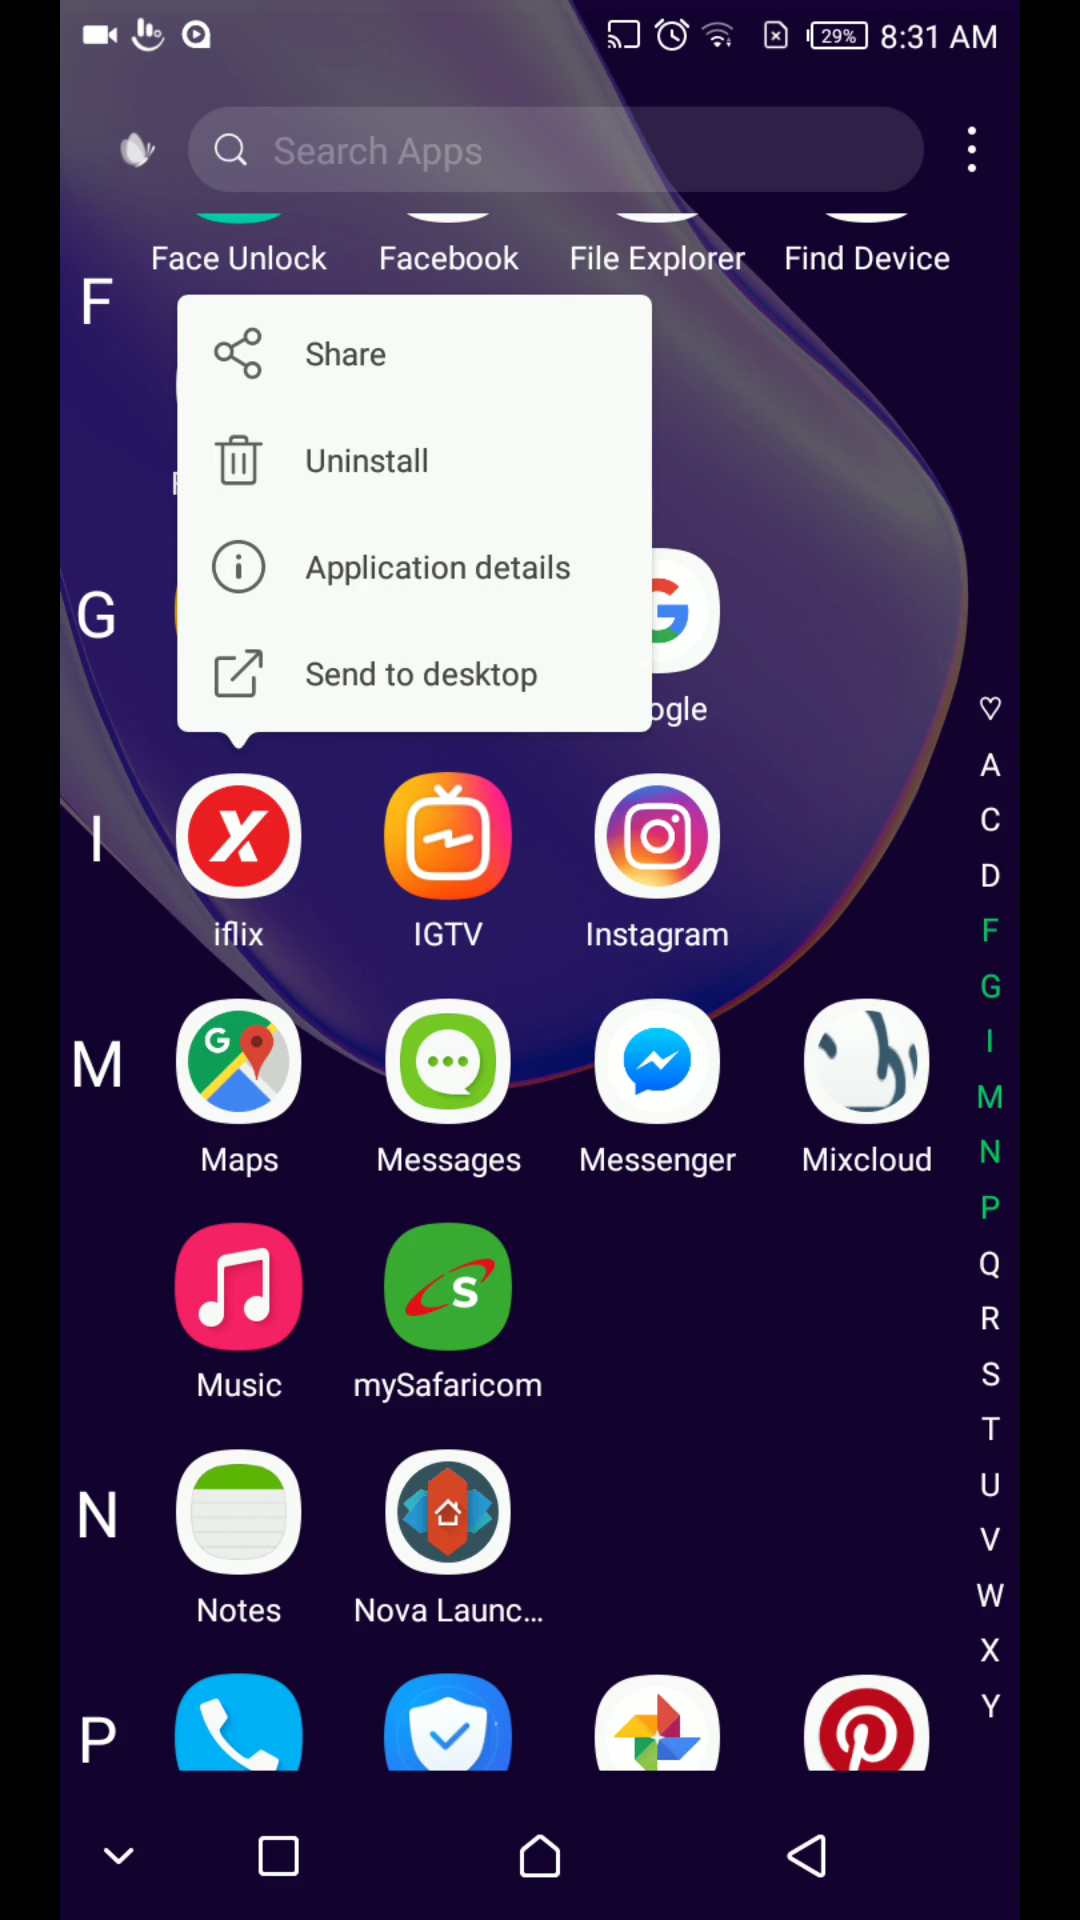 29% 8:31 AM
Search Apps
Face Unlock Facebook File Explorer Find Device
F
Share
Uninstall
Application details
Send to desktop
G
ogle
I
iflix IGTV Instagram
M
Maps Messages Messenger Mixcloud
Music mySafaricom
N
Notes Nova Launc...
P
♡
A
C
D
F
G
I
M
N
P
Q
R
S
T
U
V
W
X
Y